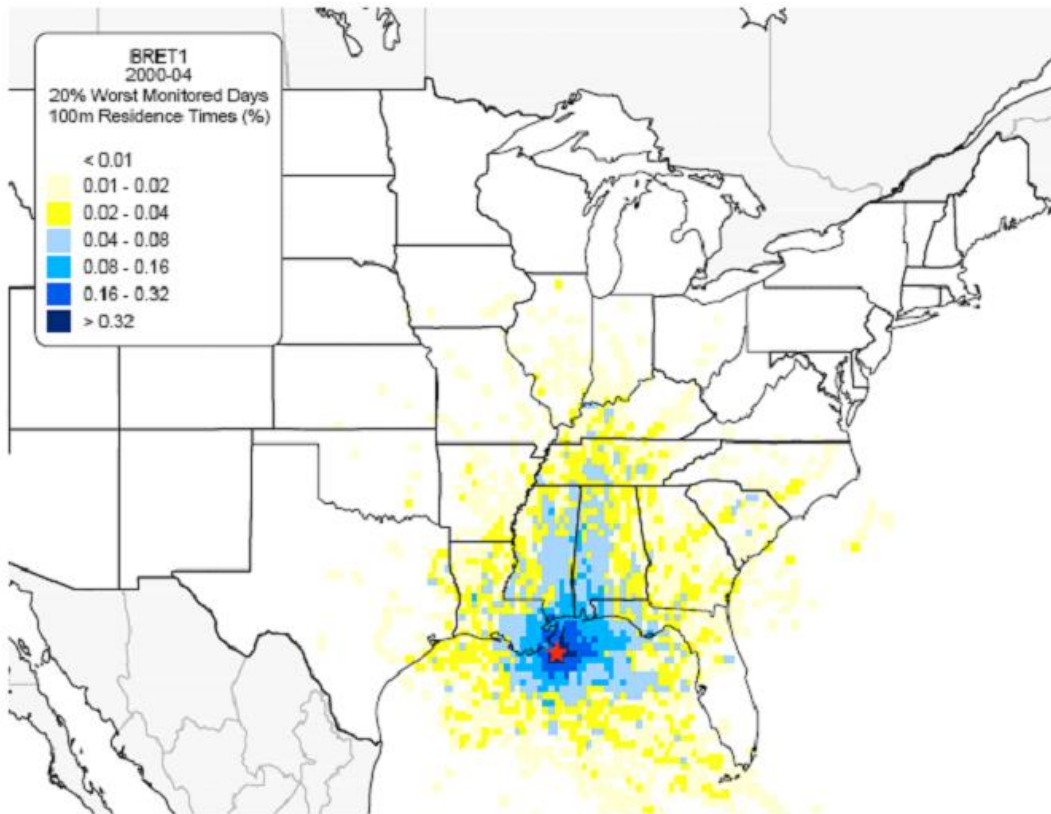 BRET1
2000-04
20% Worst Monitored Days
100m Residence Times (%)
< 0.01
0.01 - 0.02
0.02 - 0.04
0.04 - 0.08
0.08 - 0.16
0.16 - 0.32
> 0.32